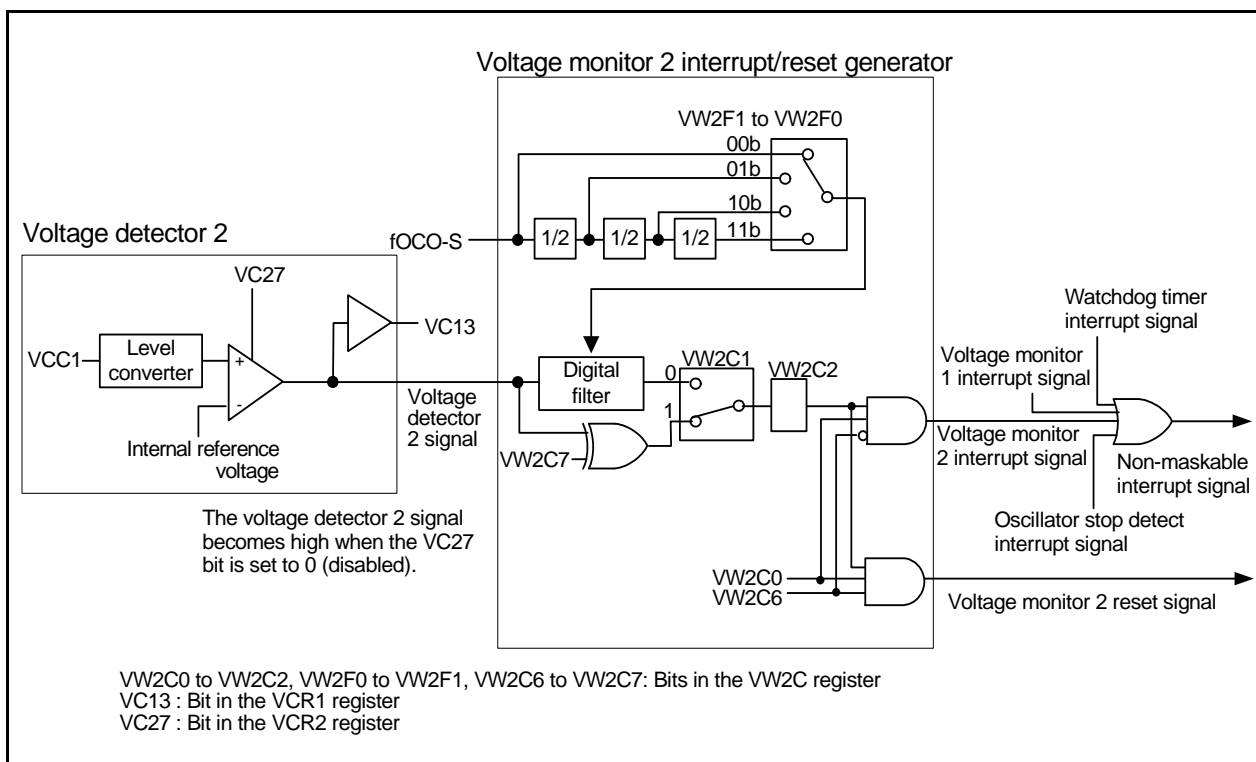 Voltage monitor 2 interrupt/reset generator
VW2F1 to VW2F0
00b
01b
10b
11b
Voltage detector 2
fOCO-S
1/2
1/2
1/2
VC27
VC13
VCC1
Level
converter
+
-
Internal reference
voltage
Voltage
detector
2 signal
Digital
filter
0
1
VW2C1
VW2C2
VW2C7
Watchdog timer
interrupt signal
Voltage monitor
1 interrupt signal
Voltage monitor
2 interrupt signal
Non-maskable
interrupt signal
Oscillator stop detect
interrupt signal
The voltage detector 2 signal
becomes high when the VC27
bit is set to 0 (disabled).
VW2C0
VW2C6
Voltage monitor 2 reset signal
VW2C0 to VW2C2, VW2F0 to VW2F1, VW2C6 to VW2C7: Bits in the VW2C register
VC13 : Bit in the VCR1 register
VC27 : Bit in the VCR2 register